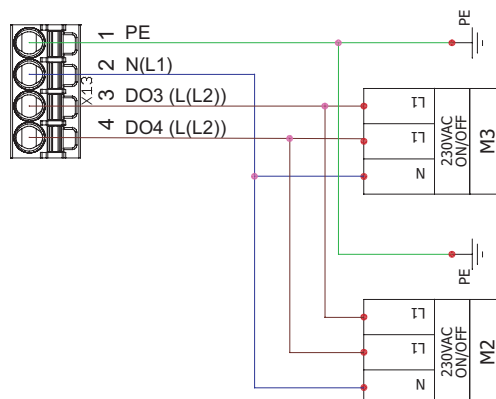 1 PE
2 N(L1)
3 DO3 (L(L2))
4 DO4 (L(L2))
X13
PE
L1
L1
N
230VAC
ON/OFF
M3
PE
L1
L1
N
230VAC
ON/OFF
M2